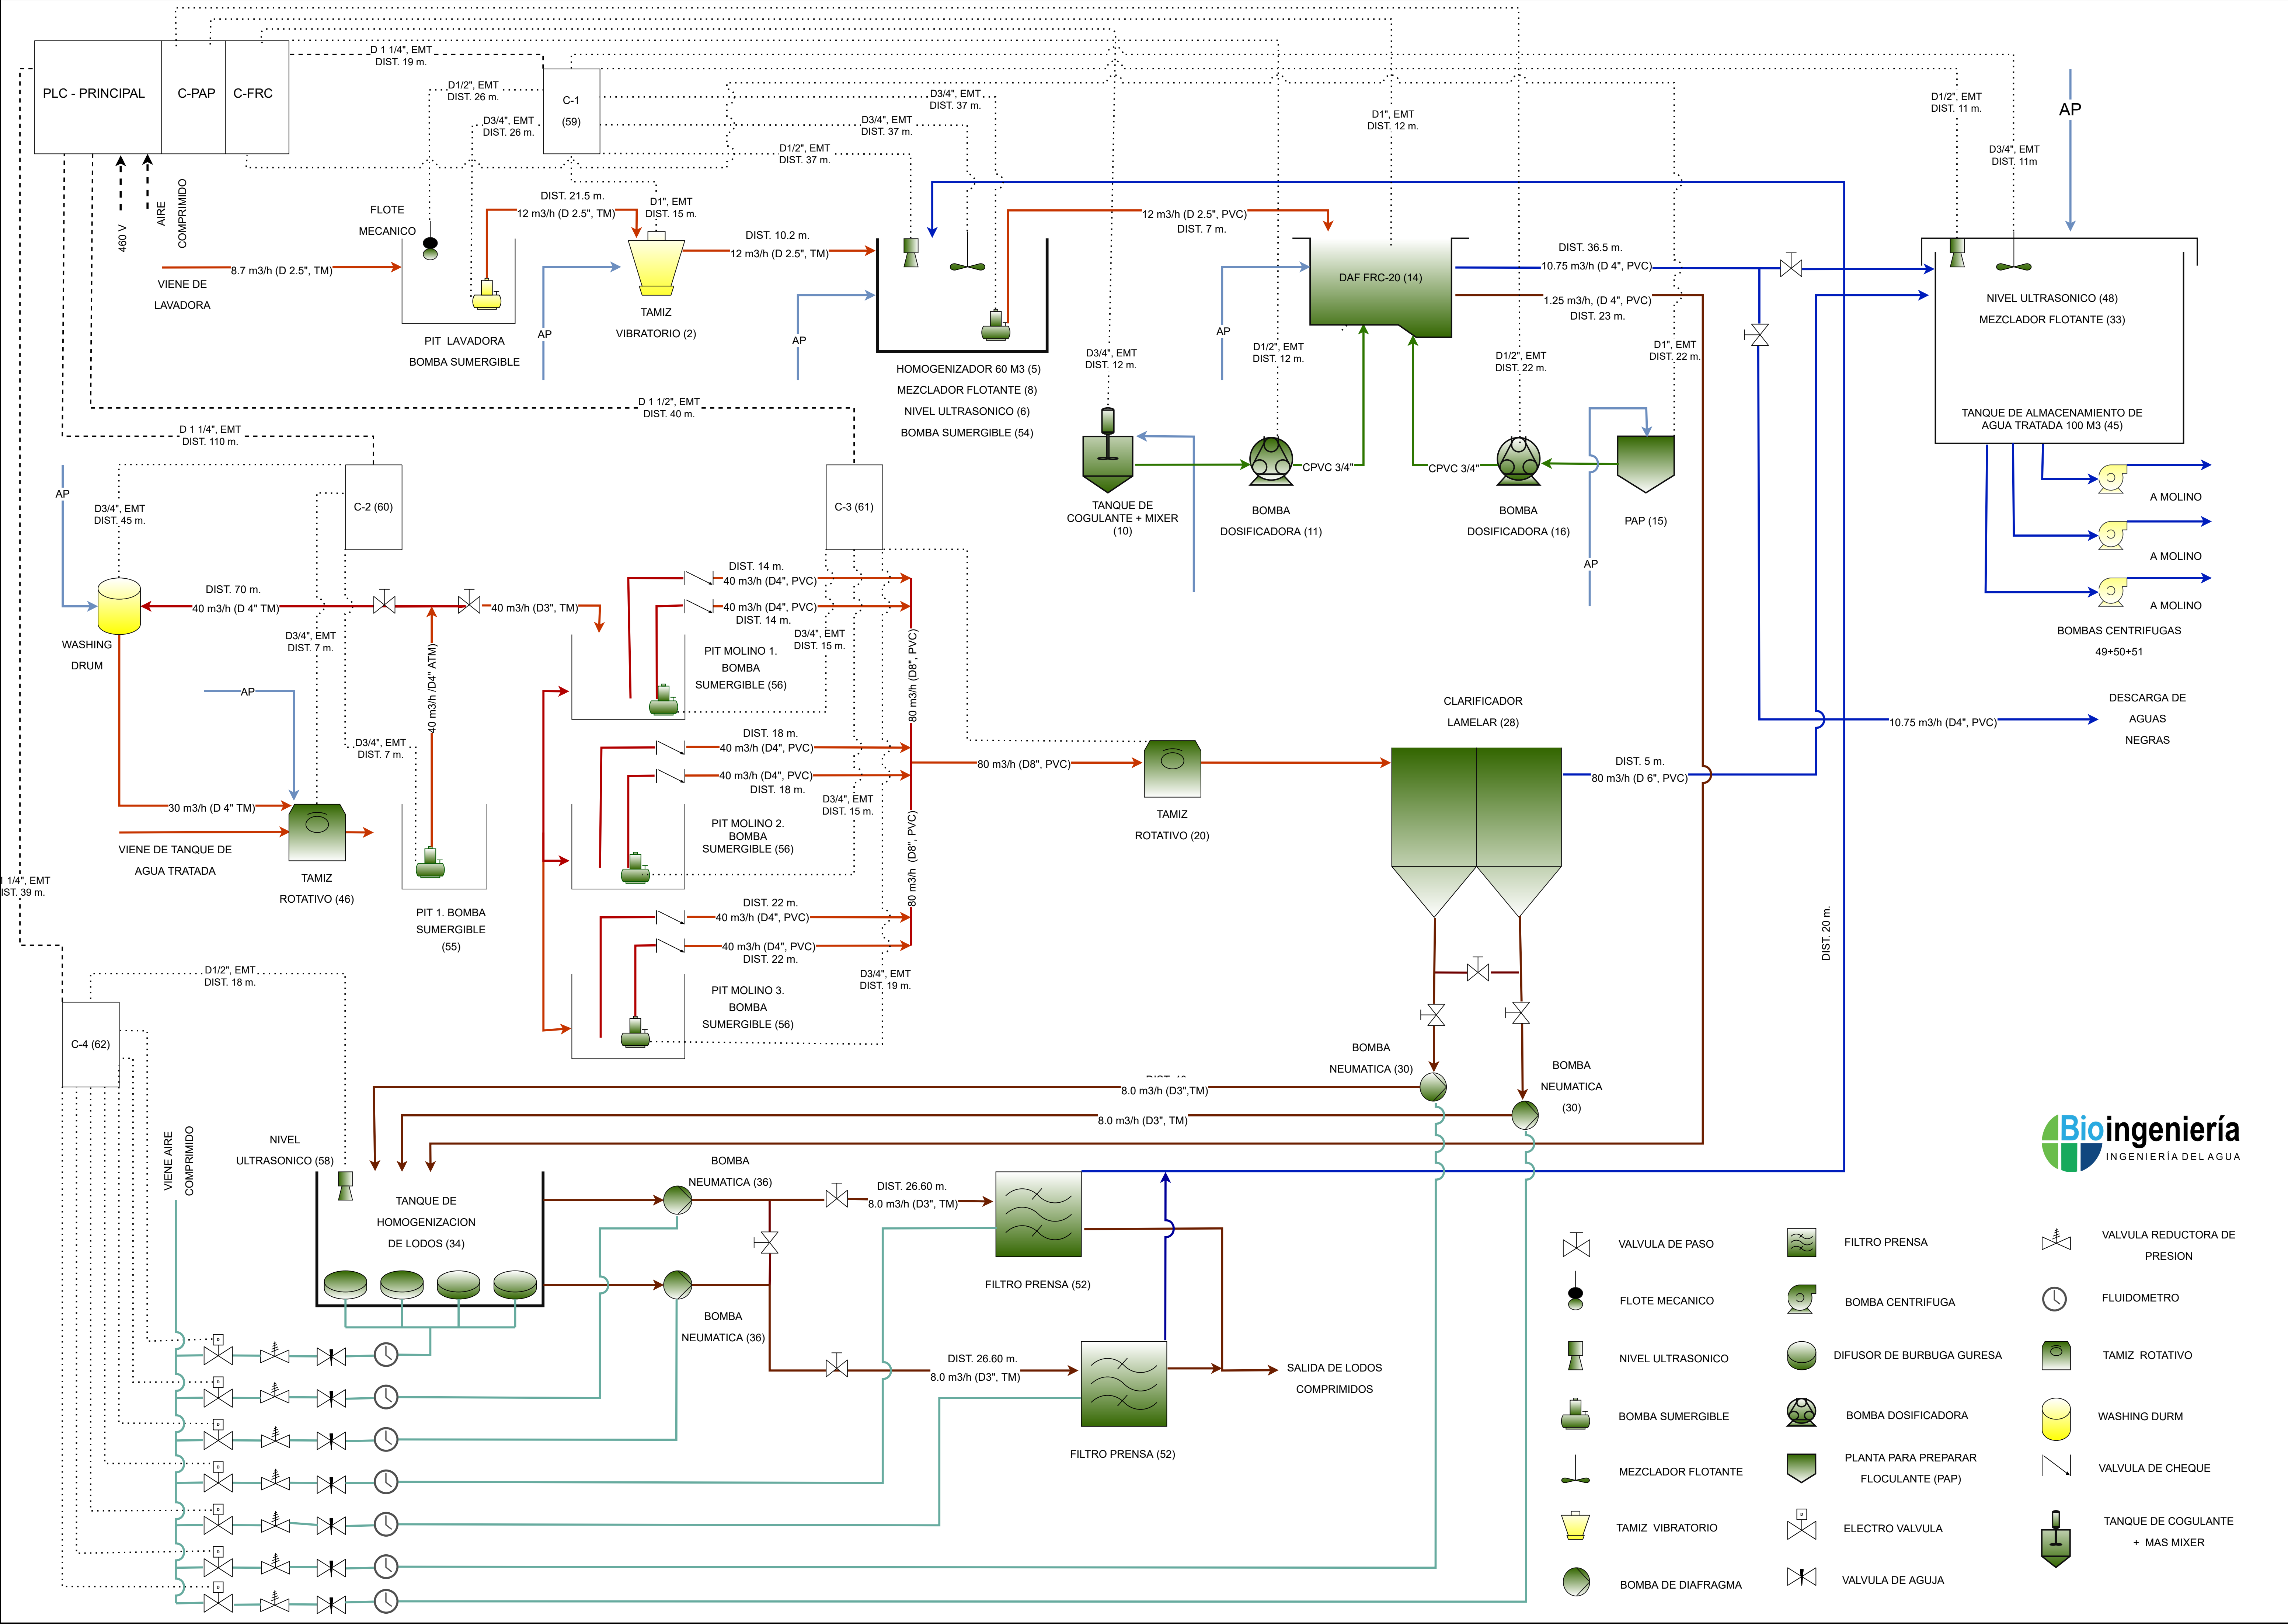 PLC - PRINCIPAL
C-PAP
C-FRC
D 1 1/4", EMT
DIST. 19 m.
C-1
(59)
D1/2", EMT
DIST. 26 m.
D3/4", EMT
DIST. 26 m.
D3/4", EMT
DIST. 37 m.
D3/4", EMT
DIST. 37 m.
D1/2", EMT
DIST. 37 m.
D1", EMT
DIST. 12 m.
D1/2", EMT
DIST. 11 m.
D3/4", EMT
DIST. 11m
AP
460 V
AIRE
COMPRIMIDO
FLOTE
MECANICO
8.7 m3/h (D 2.5", TM)
VIENE DE
LAVADORA
DIST. 21.5 m.
12 m3/h (D 2.5", TM)
D1", EMT
DIST. 15 m.
PIT LAVADORA
BOMBA SUMERGIBLE
AP
TAMIZ
VIBRATORIO (2)
DIST. 10.2 m.
12 m3/h (D 2.5", TM)
AP
HOMOGENIZADOR 60 M3 (5)
MEZCLADOR FLOTANTE (8)
NIVEL ULTRASONICO (6)
BOMBA SUMERGIBLE (54)
12 m3/h (D 2.5", PVC)
DIST. 7 m.
AP
DAF FRC-20 (14)
DIST. 36.5 m.
10.75 m3/h (D 4", PVC)
1.25 m3/h, (D 4", PVC)
DIST. 23 m.
D3/4", EMT
DIST. 12 m.
D1/2", EMT
DIST. 12 m.
D1/2", EMT
DIST. 22 m.
D1", EMT
DIST. 22 m.
NIVEL ULTRASONICO (48)
MEZCLADOR FLOTANTE (33)
TANQUE DE ALMACENAMIENTO DE
AGUA TRATADA 100 M3 (45)
CPVC 3/4"
CPVC 3/4"
TANQUE DE
COGULANTE + MIXER
(10)
BOMBA
DOSIFICADORA (11)
BOMBA
DOSIFICADORA (16)
PAP (15)
AP
A MOLINO
A MOLINO
A MOLINO
BOMBAS CENTRIFUGAS
49+50+51
D 1 1/2", EMT
DIST. 40 m.
D 1 1/4", EMT
DIST. 110 m.
AP
D3/4", EMT
DIST. 45 m.
C-2 (60)
C-3 (61)
DIST. 70 m.
40 m3/h (D 4" TM)
40 m3/h (D3", TM)
WASHING
DRUM
D3/4", EMT
DIST. 7 m.
40 m3/h /D4" ATM)
AP
D3/4", EMT
DIST. 7 m.
30 m3/h (D 4" TM)
VIENE DE TANQUE DE
AGUA TRATADA
TAMIZ
ROTATIVO (46)
PIT 1. BOMBA
SUMERGIBLE
(55)
DIST. 14 m.
40 m3/h (D4", PVC)
40 m3/h (D4", PVC)
DIST. 14 m.
D3/4", EMT
DIST. 15 m.
PIT MOLINO 1.
BOMBA
SUMERGIBLE (56)
80 m3/h (D8", PVC)
DIST. 18 m.
40 m3/h (D4", PVC)
40 m3/h (D4", PVC)
DIST. 18 m.
D3/4", EMT
DIST. 15 m.
PIT MOLINO 2.
BOMBA
SUMERGIBLE (56)
80 m3/h (D8", PVC)
DIST. 22 m.
40 m3/h (D4", PVC)
40 m3/h (D4", PVC)
DIST. 22 m.
D3/4", EMT
DIST. 19 m.
PIT MOLINO 3.
BOMBA
SUMERGIBLE (56)
80 m3/h (D8", PVC)
TAMIZ
ROTATIVO (20)
CLARIFICADOR
LAMELAR (28)
DIST. 5 m.
80 m3/h (D 6", PVC)
10.75 m3/h (D4", PVC)
DESCARGA DE
AGUAS
NEGRAS
DIST. 20 m.
1 1/4", EMT
IST. 39 m.
D1/2", EMT
DIST. 18 m.
C-4 (62)
BOMBA
NEUMATICA (30)
BOMBA
NEUMATICA
(30)
8.0 m3/h (D3",TM)
8.0 m3/h (D3", TM)
VIENE AIRE
COMPRIMIDO
NIVEL
ULTRASONICO (58)
TANQUE DE
HOMOGENIZACION
DE LODOS (34)
BOMBA
NEUMATICA (36)
BOMBA
NEUMATICA (36)
DIST. 26.60 m.
8.0 m3/h (D3", TM)
FILTRO PRENSA (52)
DIST. 26.60 m.
8.0 m3/h (D3", TM)
FILTRO PRENSA (52)
SALIDA DE LODOS
COMPRIMIDOS
Bioingeniería
INGENIERÍA DEL AGUA
VALVULA DE PASO
FILTRO PRENSA
VALVULA REDUCTORA DE
PRESION
FLOTE MECANICO
BOMBA CENTRIFUGA
FLUIDOMETRO
NIVEL ULTRASONICO
DIFUSOR DE BURBUGA GURESA
TAMIZ ROTATIVO
BOMBA SUMERGIBLE
BOMBA DOSIFICADORA
WASHING DURM
MEZCLADOR FLOTANTE
PLANTA PARA PREPARAR
FLOCULANTE (PAP)
VALVULA DE CHEQUE
TAMIZ VIBRATORIO
ELECTRO VALVULA
TANQUE DE COGULANTE
+ MAS MIXER
BOMBA DE DIAFRAGMA
VALVULA DE AGUJA